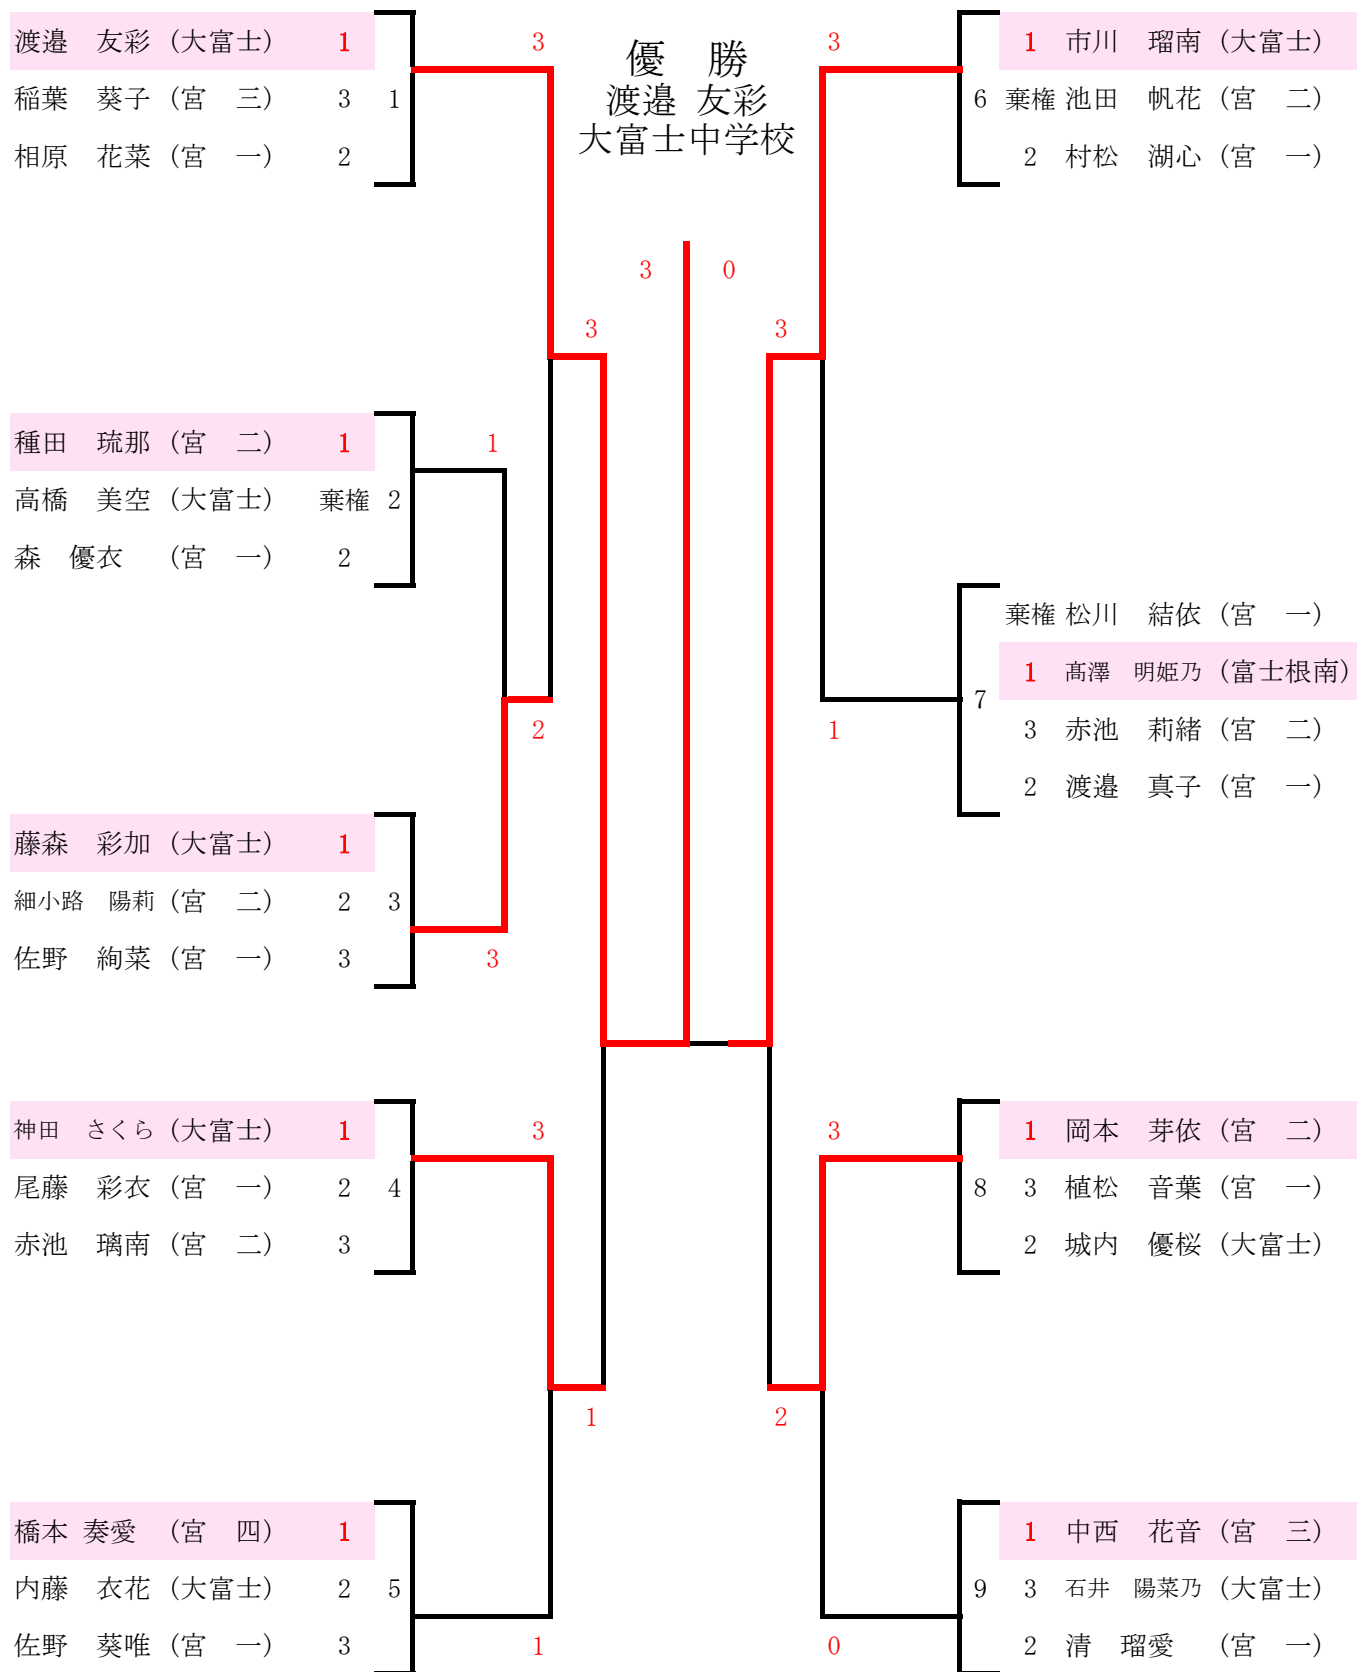 優　勝
渡邉 友彩
大富士中学校
渡邉　友彩（大富士）　1
稲葉　葵子（宮　三）　3
相原　花菜（宮　一）　2
1
3
種田　琉那（宮　二）　1
高橋　美空（大富士）　棄権
森　優衣　（宮　一）　2
2
1
藤森　彩加（大富士）　1
細小路　陽莉（宮　二）　2
佐野　絢菜（宮　一）　3
3
3
2
3
神田　さくら（大富士）　1
尾藤　彩衣（宮　一）　2
赤池　璃南（宮　二）　3
4
3
橋本 奏愛　（宮　四）　1
内藤　衣花（大富士）　2
佐野　葵唯（宮　一）　3
5
1
1
3　0
3
1　市川　瑠南（大富士）
棄権 池田　帆花（宮　二）
2　村松　湖心（宮　一）
6
3
棄権 松川　結依（宮　一）
1　髙澤　明姫乃（富士根南）
3　赤池　莉緒（宮　二）
2　渡邉　真子（宮　一）
7
1
1　岡本　芽依（宮　二）
3　植松　音葉（宮　一）
2　城内　優桜（大富士）
8
3
2
1　中西　花音（宮　三）
3　石井　陽菜乃（大富士）
2　清　瑠愛　（宮　一）
9
0